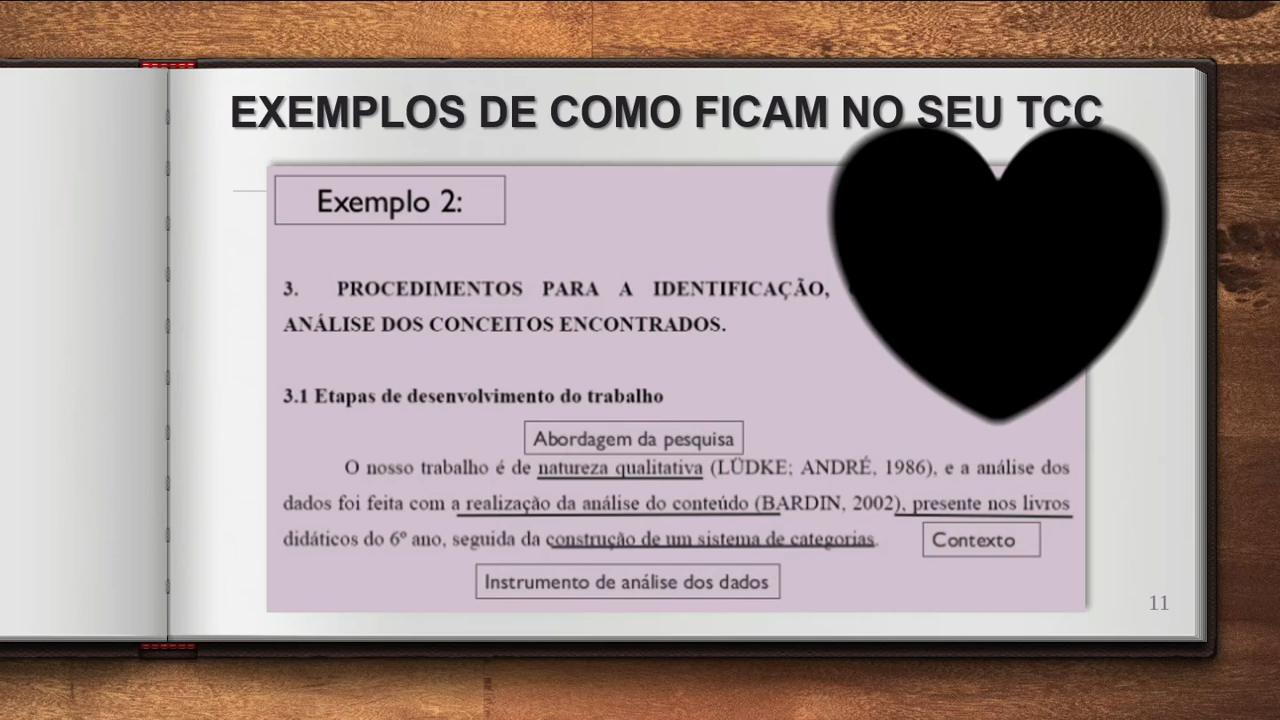 EXEMPLOS DE COMO FICAM NO SEU TCC
Exemplo 2:
3. PROCEDIMENTOS PARA A IDENTIFICAÇÃO,
ANÁLISE DOS CONCEITOS ENCONTRADOS.
3.1 Etapas de desenvolvimento do trabalho
Abordagem da pesquisa
O nosso trabalho é de natureza qualitativa (LÜDKE; ANDRÉ, 1986), e a análise dos
dados foi feita com a realização da análise do conteúdo (BARDIN, 2002), presente nos livros
didáticos do 6º ano, seguida da construção de um sistema de categorias.
Contexto
Instrumento de análise dos dados
11